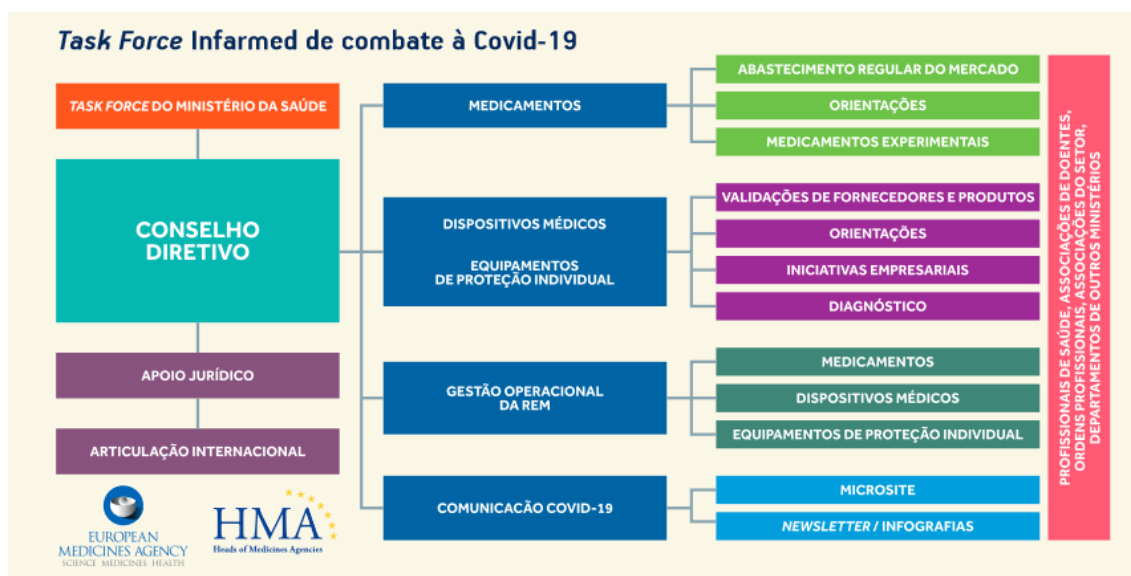 Task Force Infarmed de combate à Covid-19
TASK FORCE DO MINISTÉRIO DA SAÚDE
CONSELHO
DIRETIVO
APOIO JURÍDICO
ARTICULAÇÃO INTERNACIONAL
EUROPEAN
MEDICINES AGENCY
SCIENCE MEDICINES HEALTH
HMA
Heads of Medicines Agencies
MEDICAMENTOS
ABASTECIMENTO REGULAR DO MERCADO
ORIENTAÇÕES
MEDICAMENTOS EXPERIMENTAIS
DISPOSITIVOS MÉDICOS
EQUIPAMENTOS
DE PROTEÇÃO INDIVIDUAL
VALIDAÇÕES DE FORNECEDORES E PRODUTOS
ORIENTAÇÕES
INICIATIVAS EMPRESARIAIS
DIAGNÓSTICO
GESTÃO OPERACIONAL
DA REM
MEDICAMENTOS
DISPOSITIVOS MÉDICOS
EQUIPAMENTOS DE PROTEÇÃO INDIVIDUAL
COMUNICACÃO COVID-19
MICROSITE
NEWSLETTER / INFOGRAFIAS
PROFISSIONAIS DE SAÚDE, ASSOCIAÇÕES DE DOENTES,
ORDENS PROFISSIONAIS, ASSOCIAÇÕES DO SETOR,
DEPARTAMENTOS DE OUTROS MINISTÉRIOS